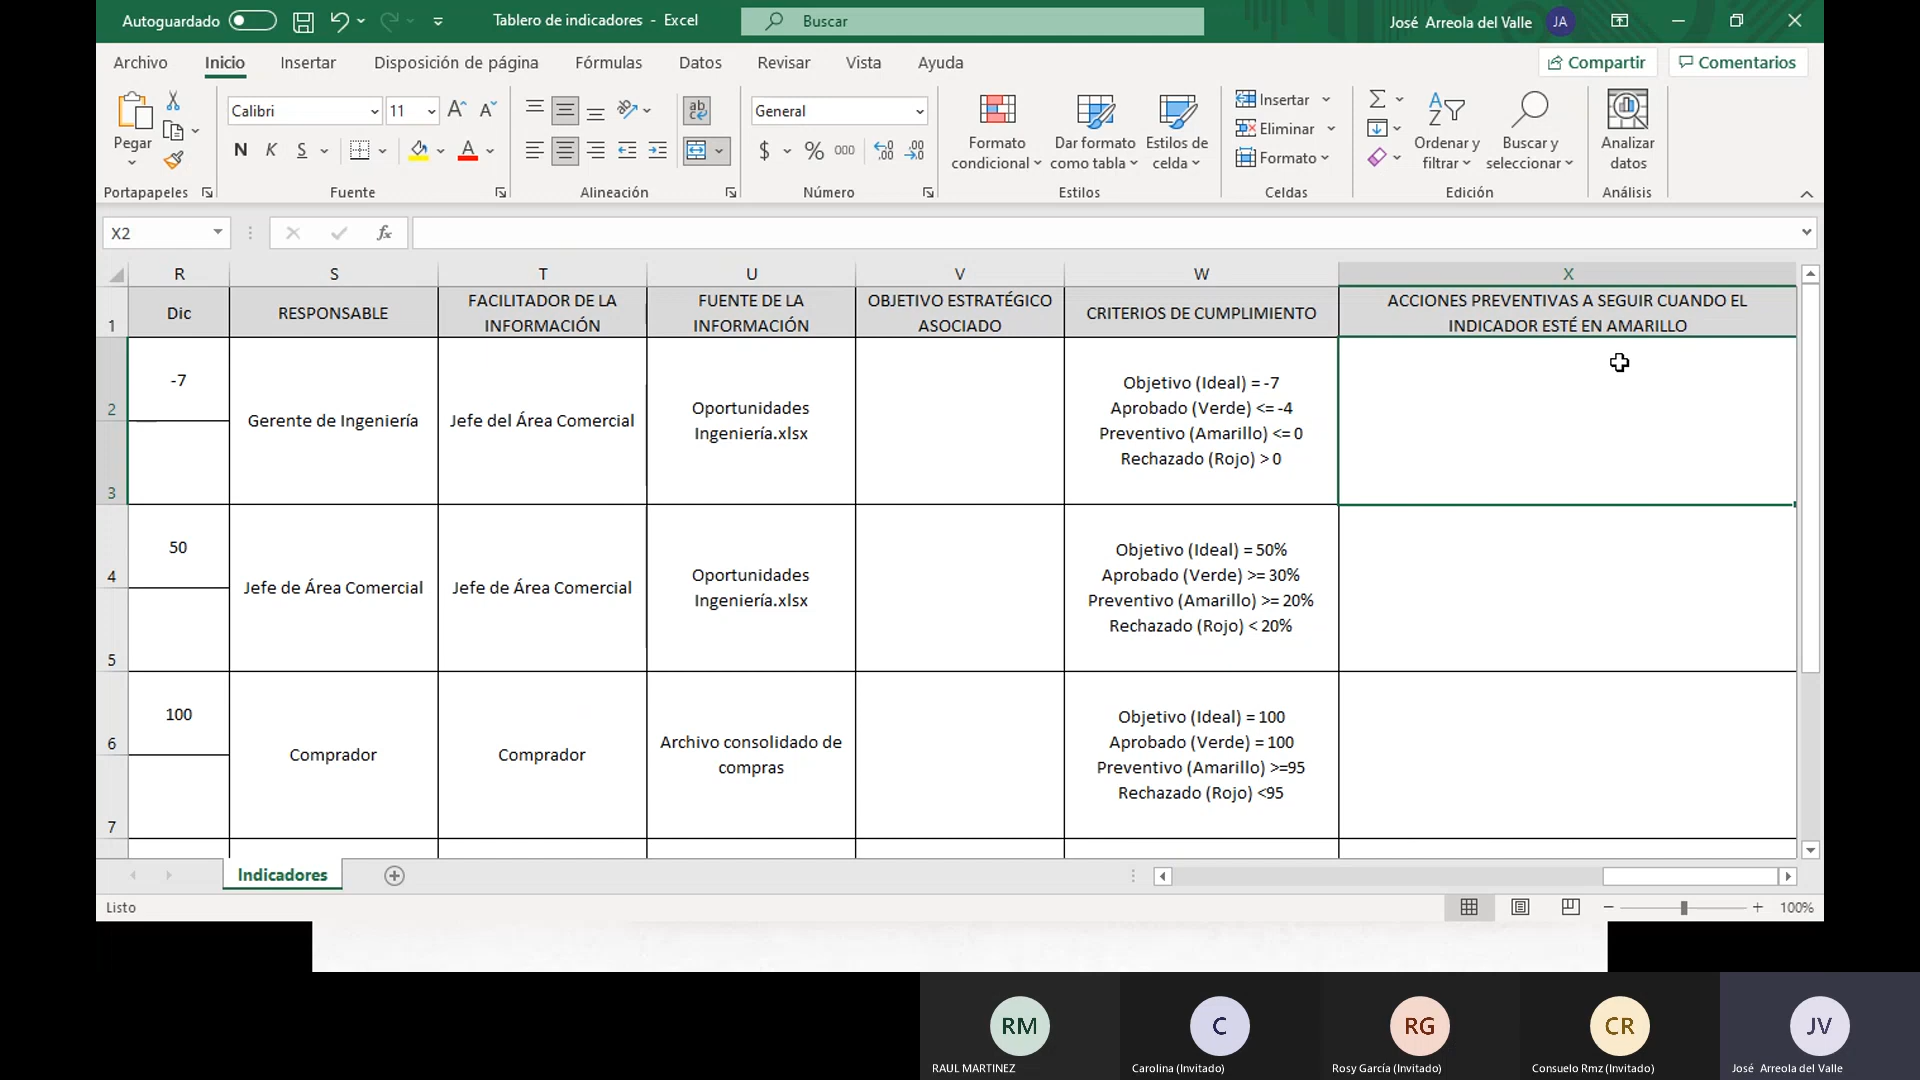 Autoguardado
Tablero de indicadores - Excel
Buscar
José Arreola del Valle
JA
Archivo
Inicio
Insertar
Disposición de página
Fórmulas
Datos
Revisar
Vista
Ayuda
Compartir
Comentarios
Pegar
Portapapeles
Calibri
11
N K S
Fuente
Alineación
General
$ % 000
Número
Formato
condicional
Dar formato
como tabla
Estilos de
celda
Estilos
Insertar
Eliminar
Formato
Celdas
Ordenar y
filtrar
Buscar y
seleccionar
Edición
Analizar
datos
Análisis
X2
fx
R S T U V W X
1
Dic
RESPONSABLE
FACILITADOR DE LA
INFORMACIÓN
FUENTE DE LA
INFORMACIÓN
OBJETIVO ESTRATÉGICO
ASOCIADO
CRITERIOS DE CUMPLIMIENTO
ACCIONES PREVENTIVAS A SEGUIR CUANDO EL
INDICADOR ESTÉ EN AMARILLO
2
3
-7
Gerente de Ingeniería
Jefe del Área Comercial
Oportunidades
Ingeniería.xlsx
Objetivo (Ideal) = -7
Aprobado (Verde) <= -4
Preventivo (Amarillo) <= 0
Rechazado (Rojo) > 0
4
5
50
Jefe de Área Comercial
Jefe de Área Comercial
Oportunidades
Ingeniería.xlsx
Objetivo (Ideal) = 50%
Aprobado (Verde) >= 30%
Preventivo (Amarillo) >= 20%
Rechazado (Rojo) < 20%
6
7
100
Comprador
Comprador
Archivo consolidado de
compras
Objetivo (Ideal) = 100
Aprobado (Verde) = 100
Preventivo (Amarillo) >=95
Rechazado (Rojo) <95
Indicadores
Listo
100%
RM
RAUL MARTINEZ
C
Carolina (Invitado)
RG
Rosy García (Invitado)
CR
Consuelo Rmz (Invitado)
JV
José Arreola del Valle